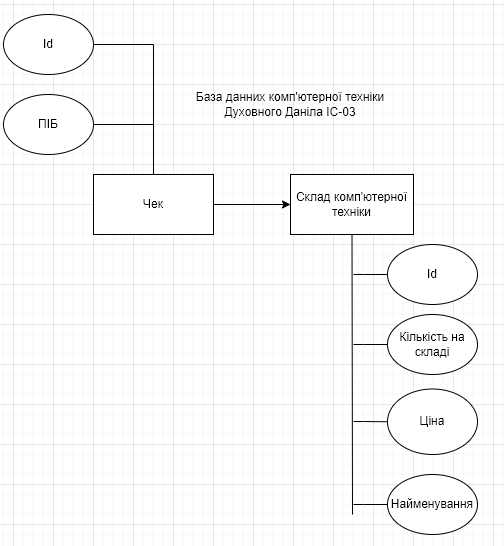 Id
ПІБ
База данних комп'ютерної техніки
Духовного Даніла ІС-03
Чек
Склад комп'ютерної
техніки
Id
Кількість на
складі
Ціна
Найменування